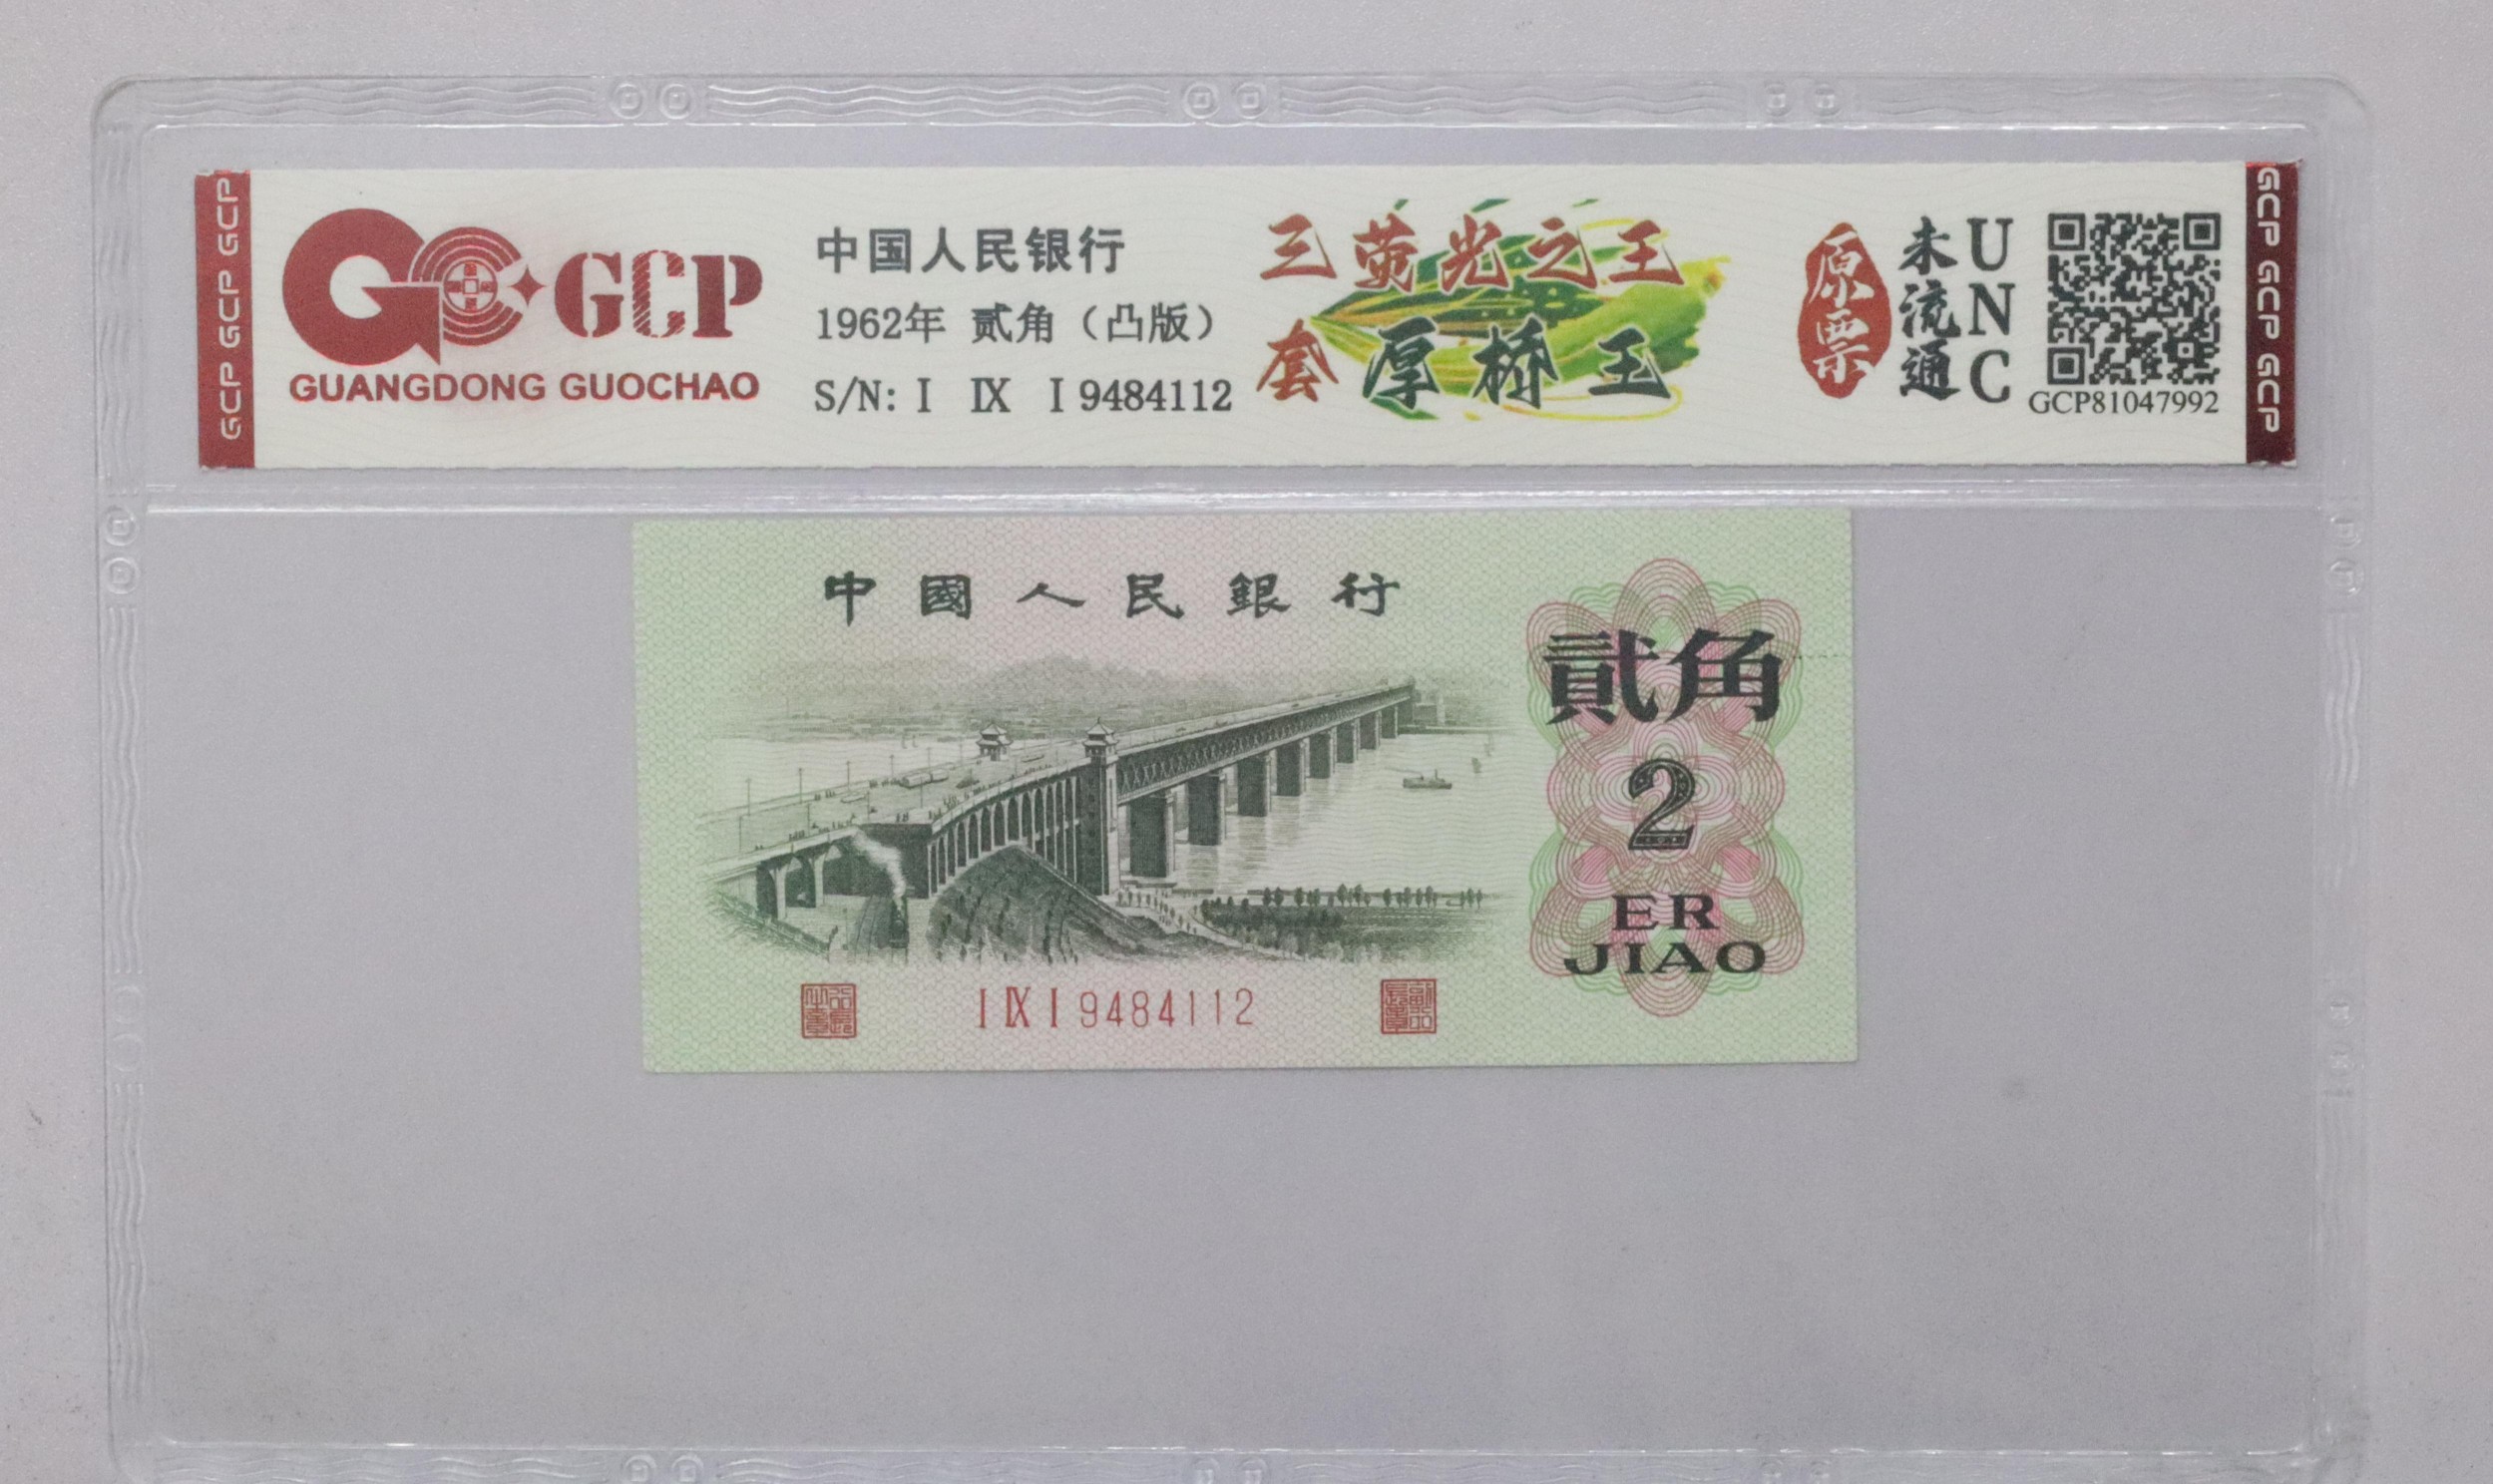 GCP GCP GCP
GCP
GUANGDONG GUOCHAO
中国人民银行
1962年 贰角（凸版）
S/N: I IX I 9484112
三萤光之王
套 厚桥王
原票
未流通
UNC
GCP81047992
GCP GCP GCP
中國人民銀行
貳角
2
ER
JIAO
I IX I 9484112